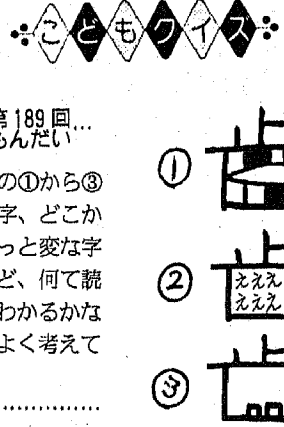 こどもクイズ
第189回…
もんだい
の①から③
字、どこか
っと変な字
ど、何て読
わかるかな
よく考えて
①
②
えええ
えええ
③